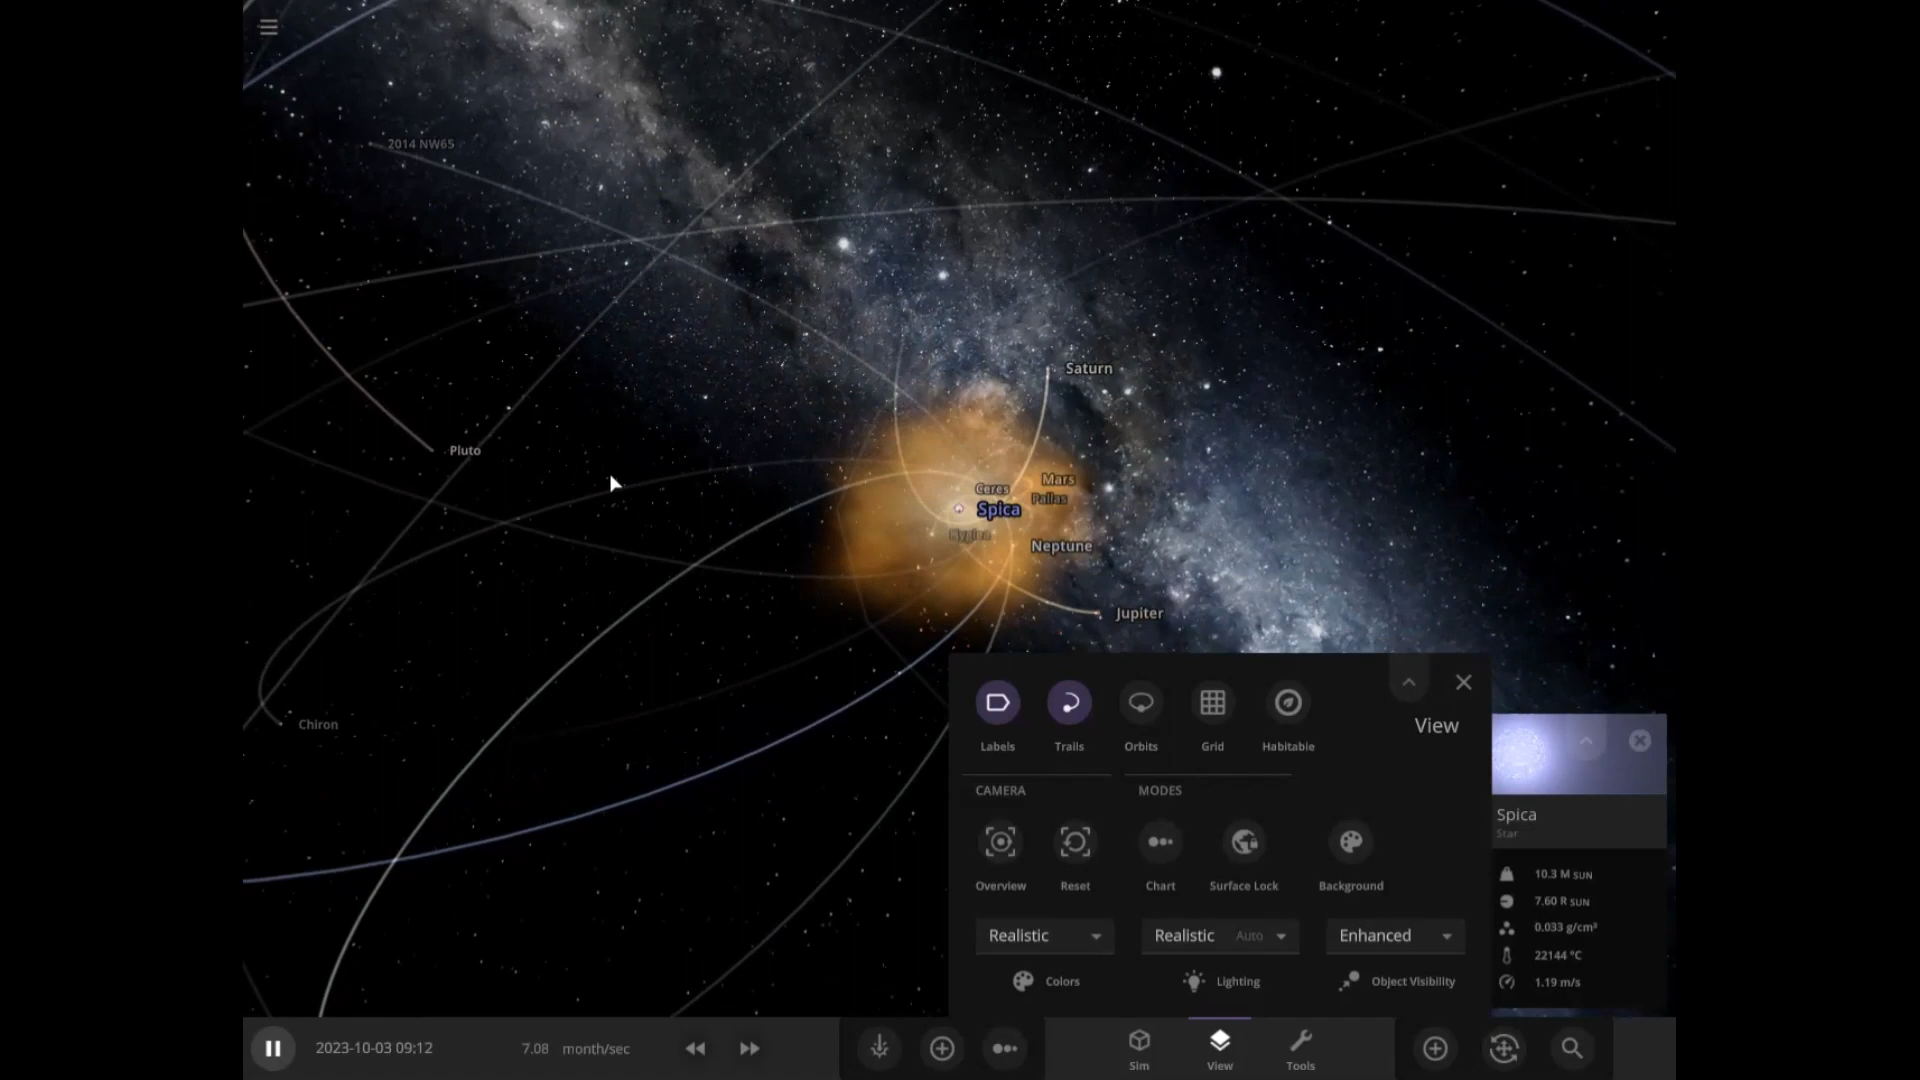 2014 NW65
Saturn
Pluto
Mars
Ceres
Pallas
Spica
Hygiea
Neptune
Jupiter
Chiron
View
Labels
Trails
Orbits
Grid
Habitable
CAMERA
MODES
Overview
Reset
Chart
Surface Lock
Background
Realistic
Realistic Auto
Enhanced
Colors
Lighting
Object Visibility
Spica
Star
10.3 M SUN
7.60 R SUN
0.033 g/cm³
22144 °C
1.19 m/s
2023-10-03 09:12
7.08 month/sec
Sim
View
Tools